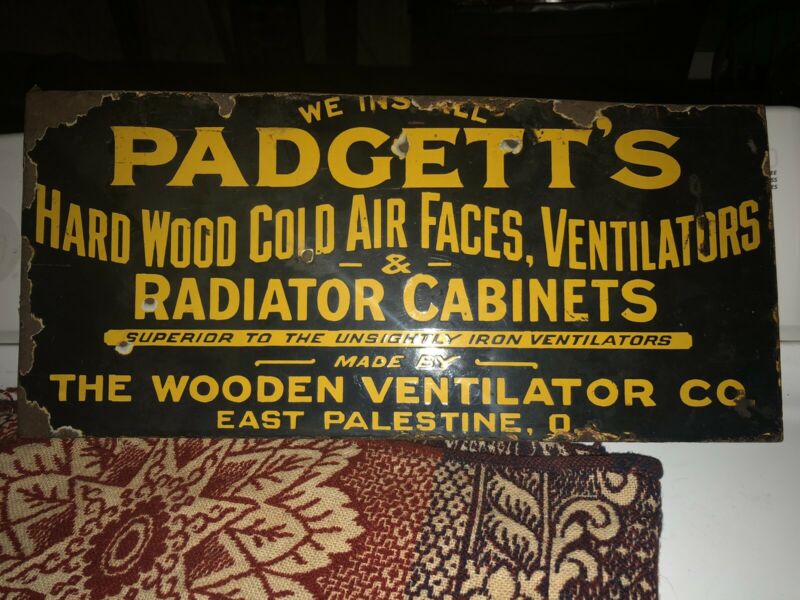 WE INSTALL
PADGETT'S
HARD WOOD COLD AIR FACES, VENTILATORS
— & —
RADIATOR CABINETS
SUPERIOR TO THE UNSIGHTLY IRON VENTILATORS
MADE BY
THE WOODEN VENTILATOR CO
EAST PALESTINE, O.